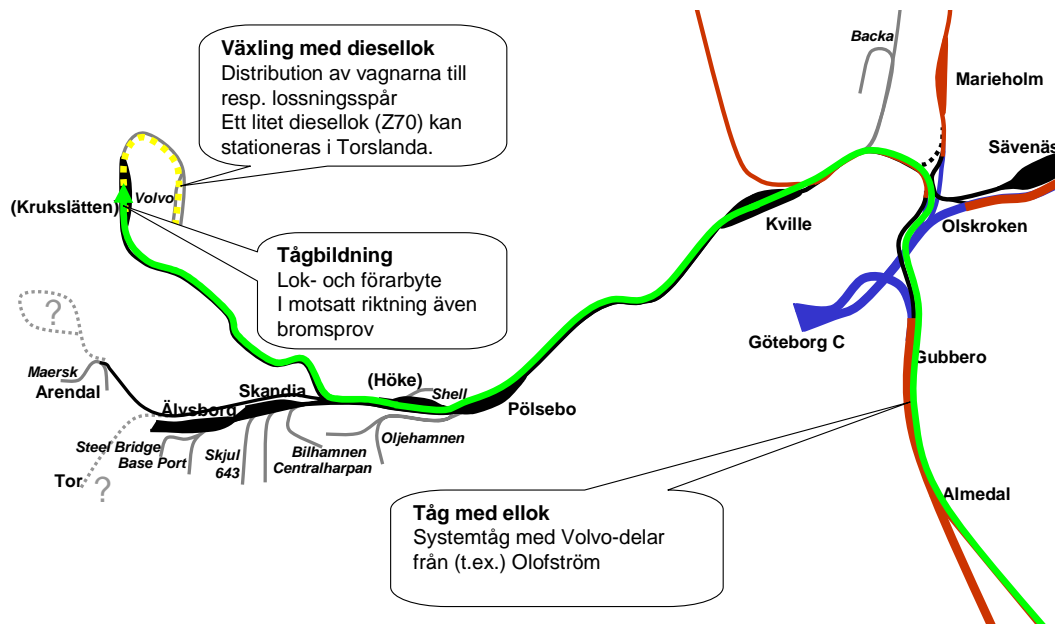 Växling med diesellok
Distribution av vagnarna till
resp. lossningsspår
Ett litet diesellok (Z70) kan
stationeras i Torslanda.
Backa
Marieholm
Sävenäs
(Krukslätten)
Volvo
Kville
Olskroken
Tågbildning
Lok- och förarbyte
I motsatt riktning även
bromsprov
?
Göteborg C
Gubbero
Maersk
Arendal
Skandia
(Höke)
Shell
Pölsebo
Älvsborg
Steel Bridge
Base Port
Skjul
643
Bilhamnen
Centralharpan
Oljehamnen
Tor
?
Almedal
Tåg med ellok
Systemtåg med Volvo-delar
från (t.ex.) Olofström